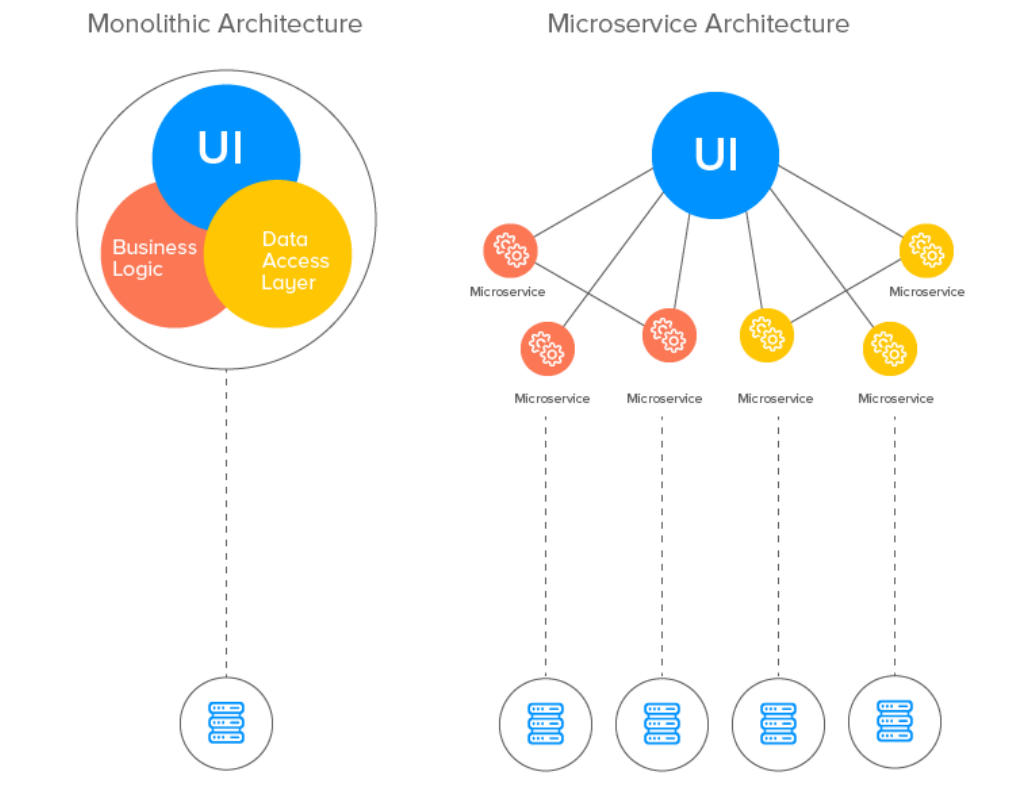 Monolithic Architecture
Microservice Architecture
UI
Business
Logic
Data
Access
Layer
UI
Microservice
Microservice
Microservice
Microservice
Microservice
Microservice